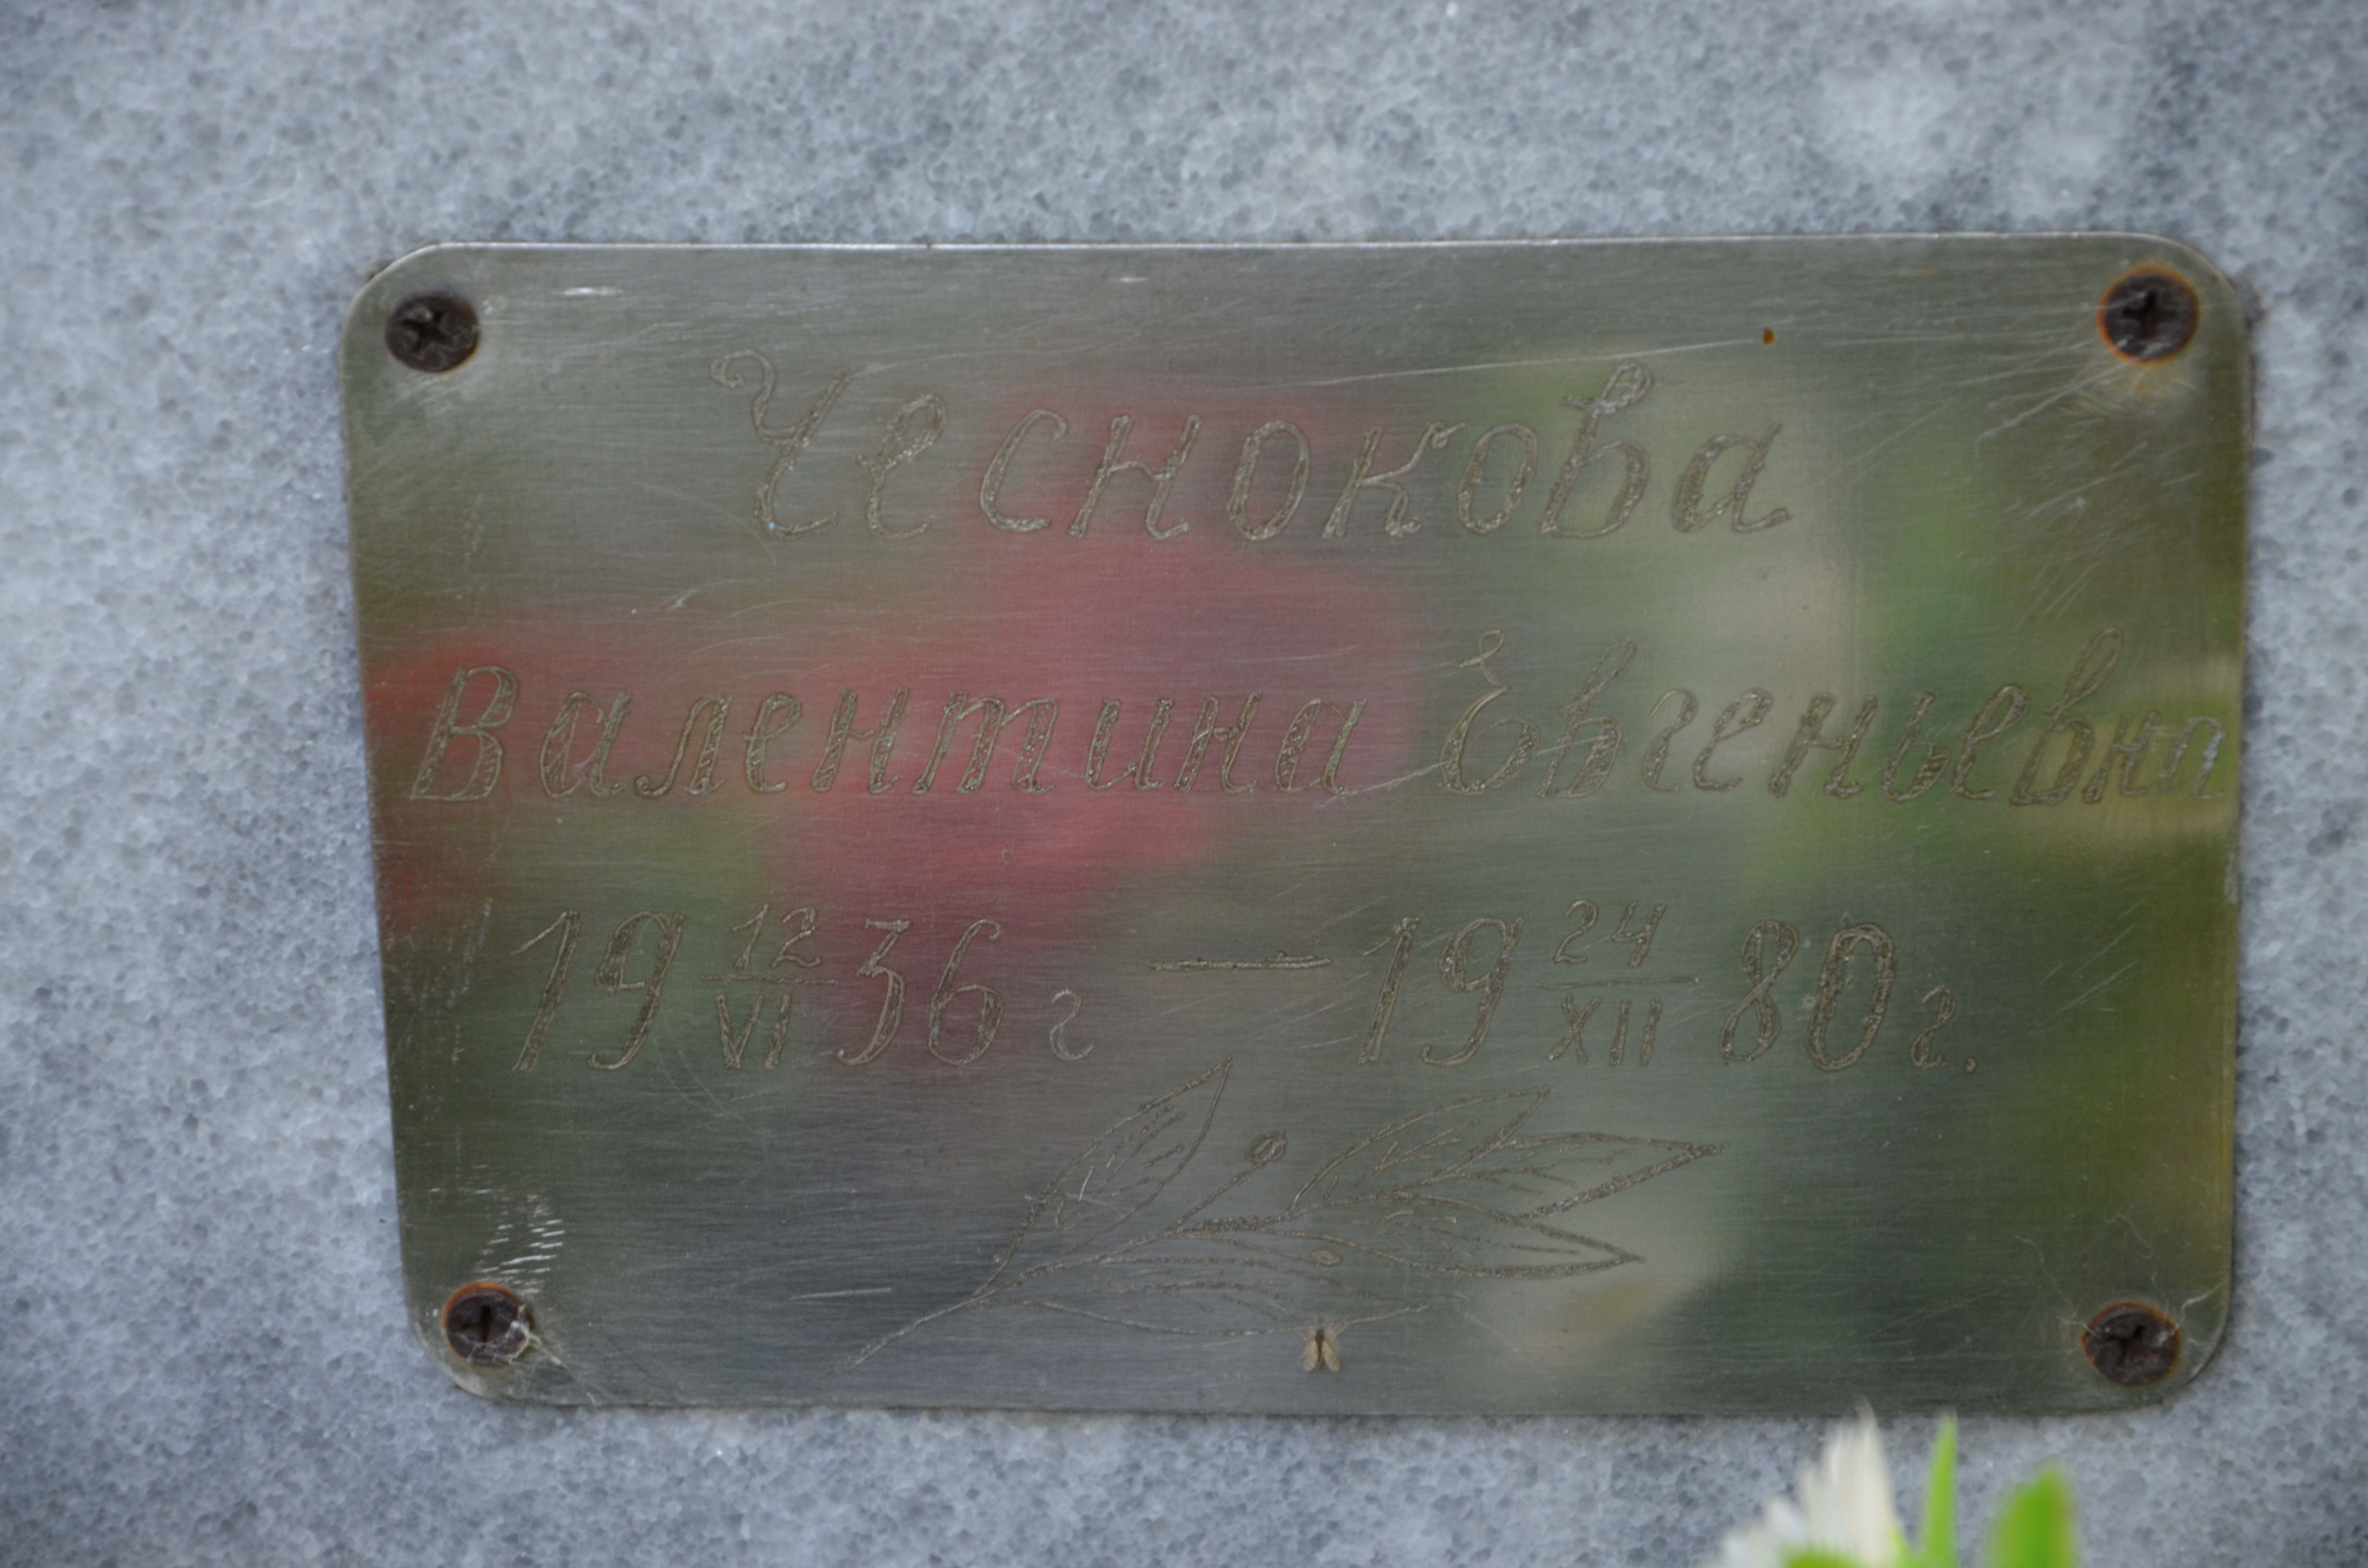 Чеснокова
Валентина Евгеньевна
19 12/VI 36 г — 19 24/XII 80 г.